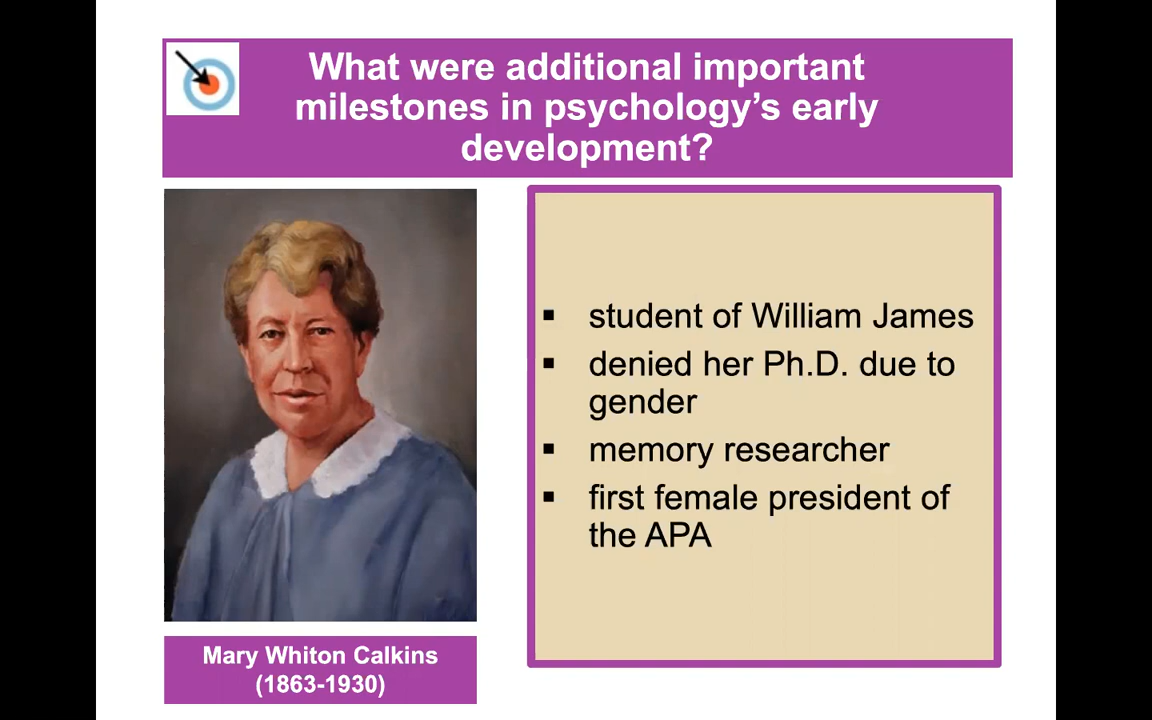 What were additional important
milestones in psychology’s early
development?
▪ student of William James
▪ denied her Ph.D. due to
gender
▪ memory researcher
▪ first female president of
the APA
Mary Whiton Calkins
(1863-1930)